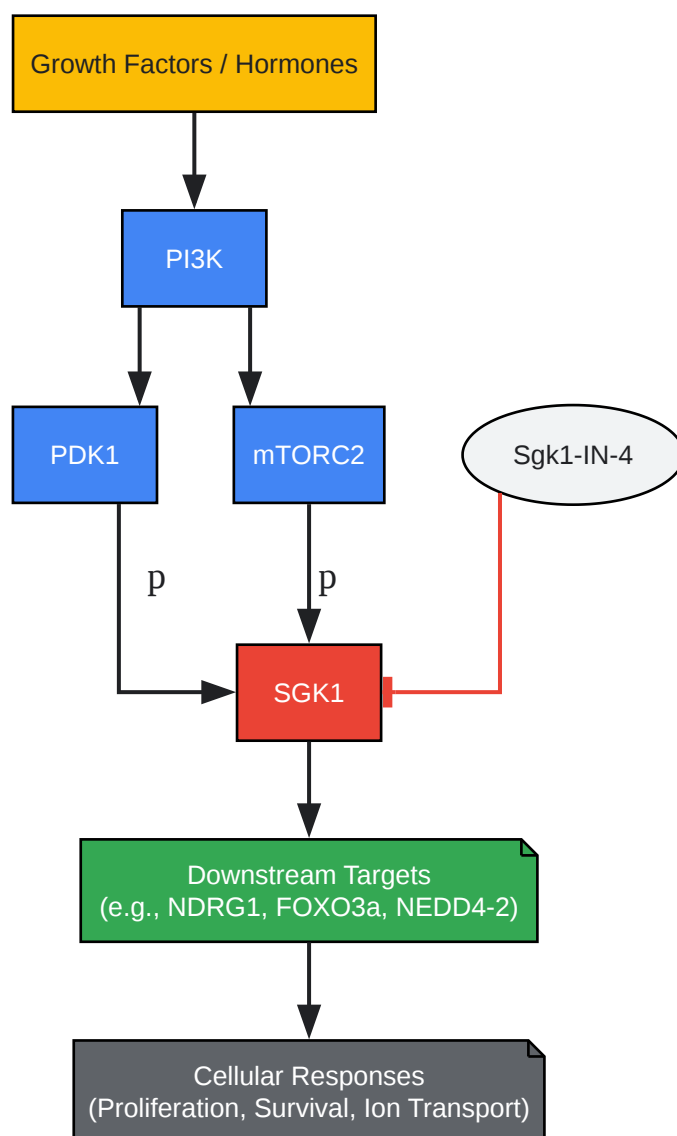 Growth Factors / Hormones
PI3K
PDK1
mTORC2
Sgk1-IN-4
p
p
SGK1
Downstream Targets
(e.g., NDRG1, FOXO3a, NEDD4-2)
Cellular Responses
(Proliferation, Survival, Ion Transport)